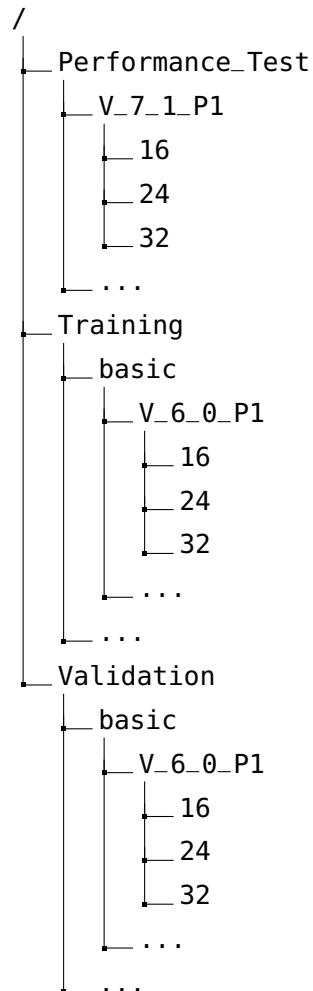 /
Performance_Test
V_7_1_P1
16
24
32
...
Training
basic
V_6_0_P1
16
24
32
...
...
Validation
basic
V_6_0_P1
16
24
32
...
...